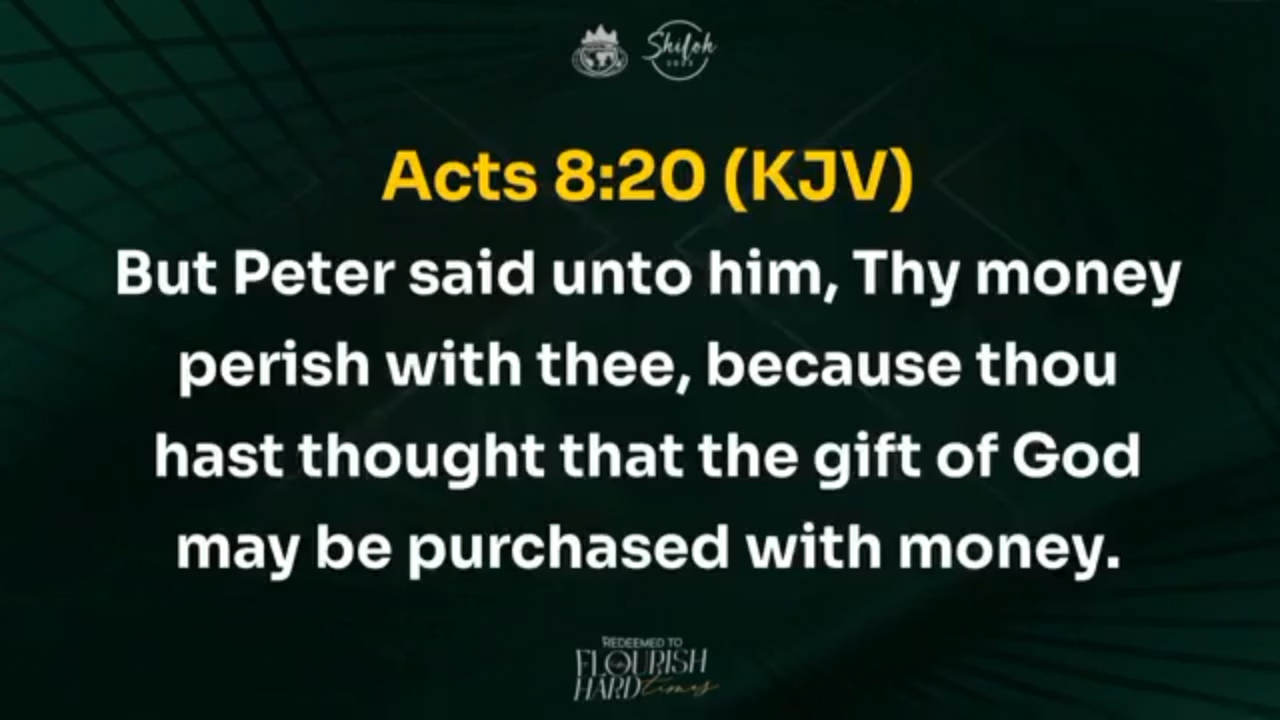 Shiloh
Acts 8:20 (KJV)
But Peter said unto him, Thy money
perish with thee, because thou
hast thought that the gift of God
may be purchased with money.
REDEEMED TO
FLOURISH
HARD times